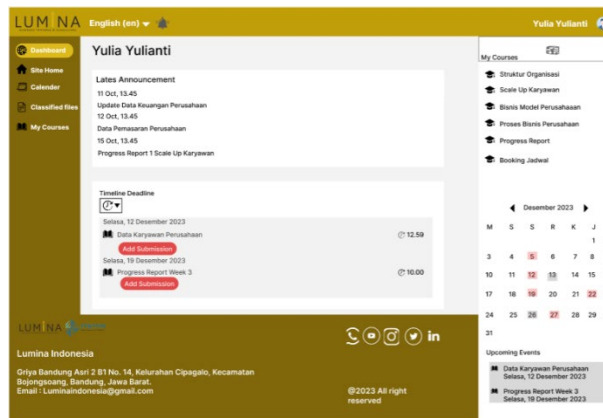 LUMINA English (en) Yulia Yulianti
Dashboard
Site Home
Calender
Classified files
My Courses
Yulia Yulianti
Lates Announcement
11 Oct, 13.45
Update Data Keuangan Perusahaan
12 Oct, 13.45
Data Pemasaran Perusahaan
15 Oct, 13.45
Progress Report 1 Scale Up Karyawan
Timeline Deadline
Selasa, 12 Desember 2023
Data Karyawan Perusahaan 12.59
Add Submission
Selasa, 19 Desember 2023
Progress Report Week 3 10.00
Add Submission
My Courses
Struktur Organisasi
Scale Up Karyawan
Bisnis Model Perusahaaan
Proses Bisnis Perusahaan
Progress Report
Booking Jadwal
Desember 2023
M S S R K J
1
3 4 5 6 7 8
10 11 12 13 14 15
17 18 19 20 21 22
24 25 26 27 28 29
31
Upcoming Events
Data Karyawan Perusahaan
Selasa, 12 Desember 2023
Progress Report Week 3
Selasa, 19 Desember 2023
LUMINA
Lumina Indonesia
Griya Bandung Asri 2 B1 No. 14, Kelurahan Cipagalo, Kecamatan
Bojongsoang, Bandung, Jawa Barat.
Email : Luminaindonesia@gmail.com
in
@2023 All right
reserved